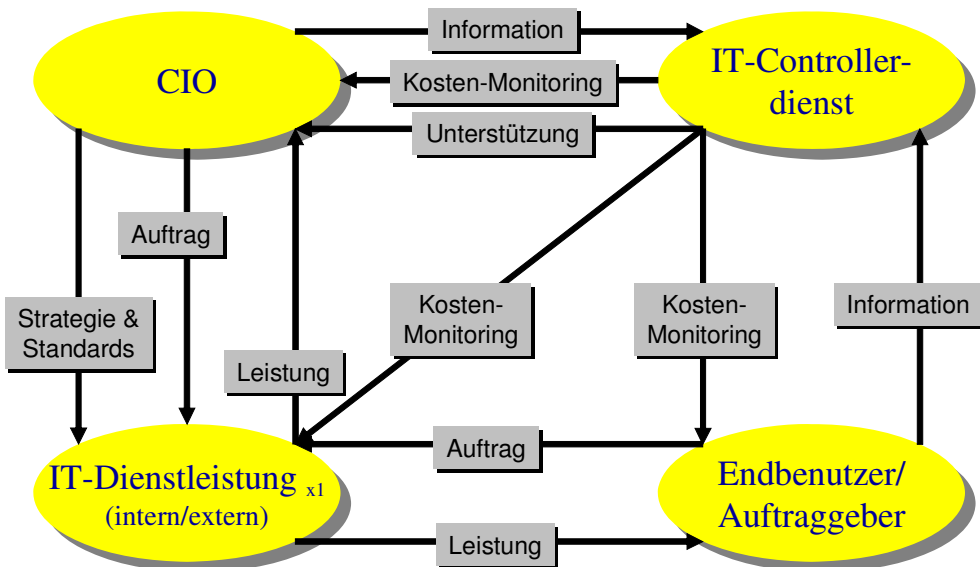 Information
CIO
IT-Controller-
dienst
Kosten-Monitoring
Unterstützung
Auftrag
Strategie &
Standards
Leistung
Kosten-
Monitoring
Kosten-
Monitoring
Information
Auftrag
IT-Dienstleistung x1
(intern/extern)
Endbenutzer/
Auftraggeber
Leistung